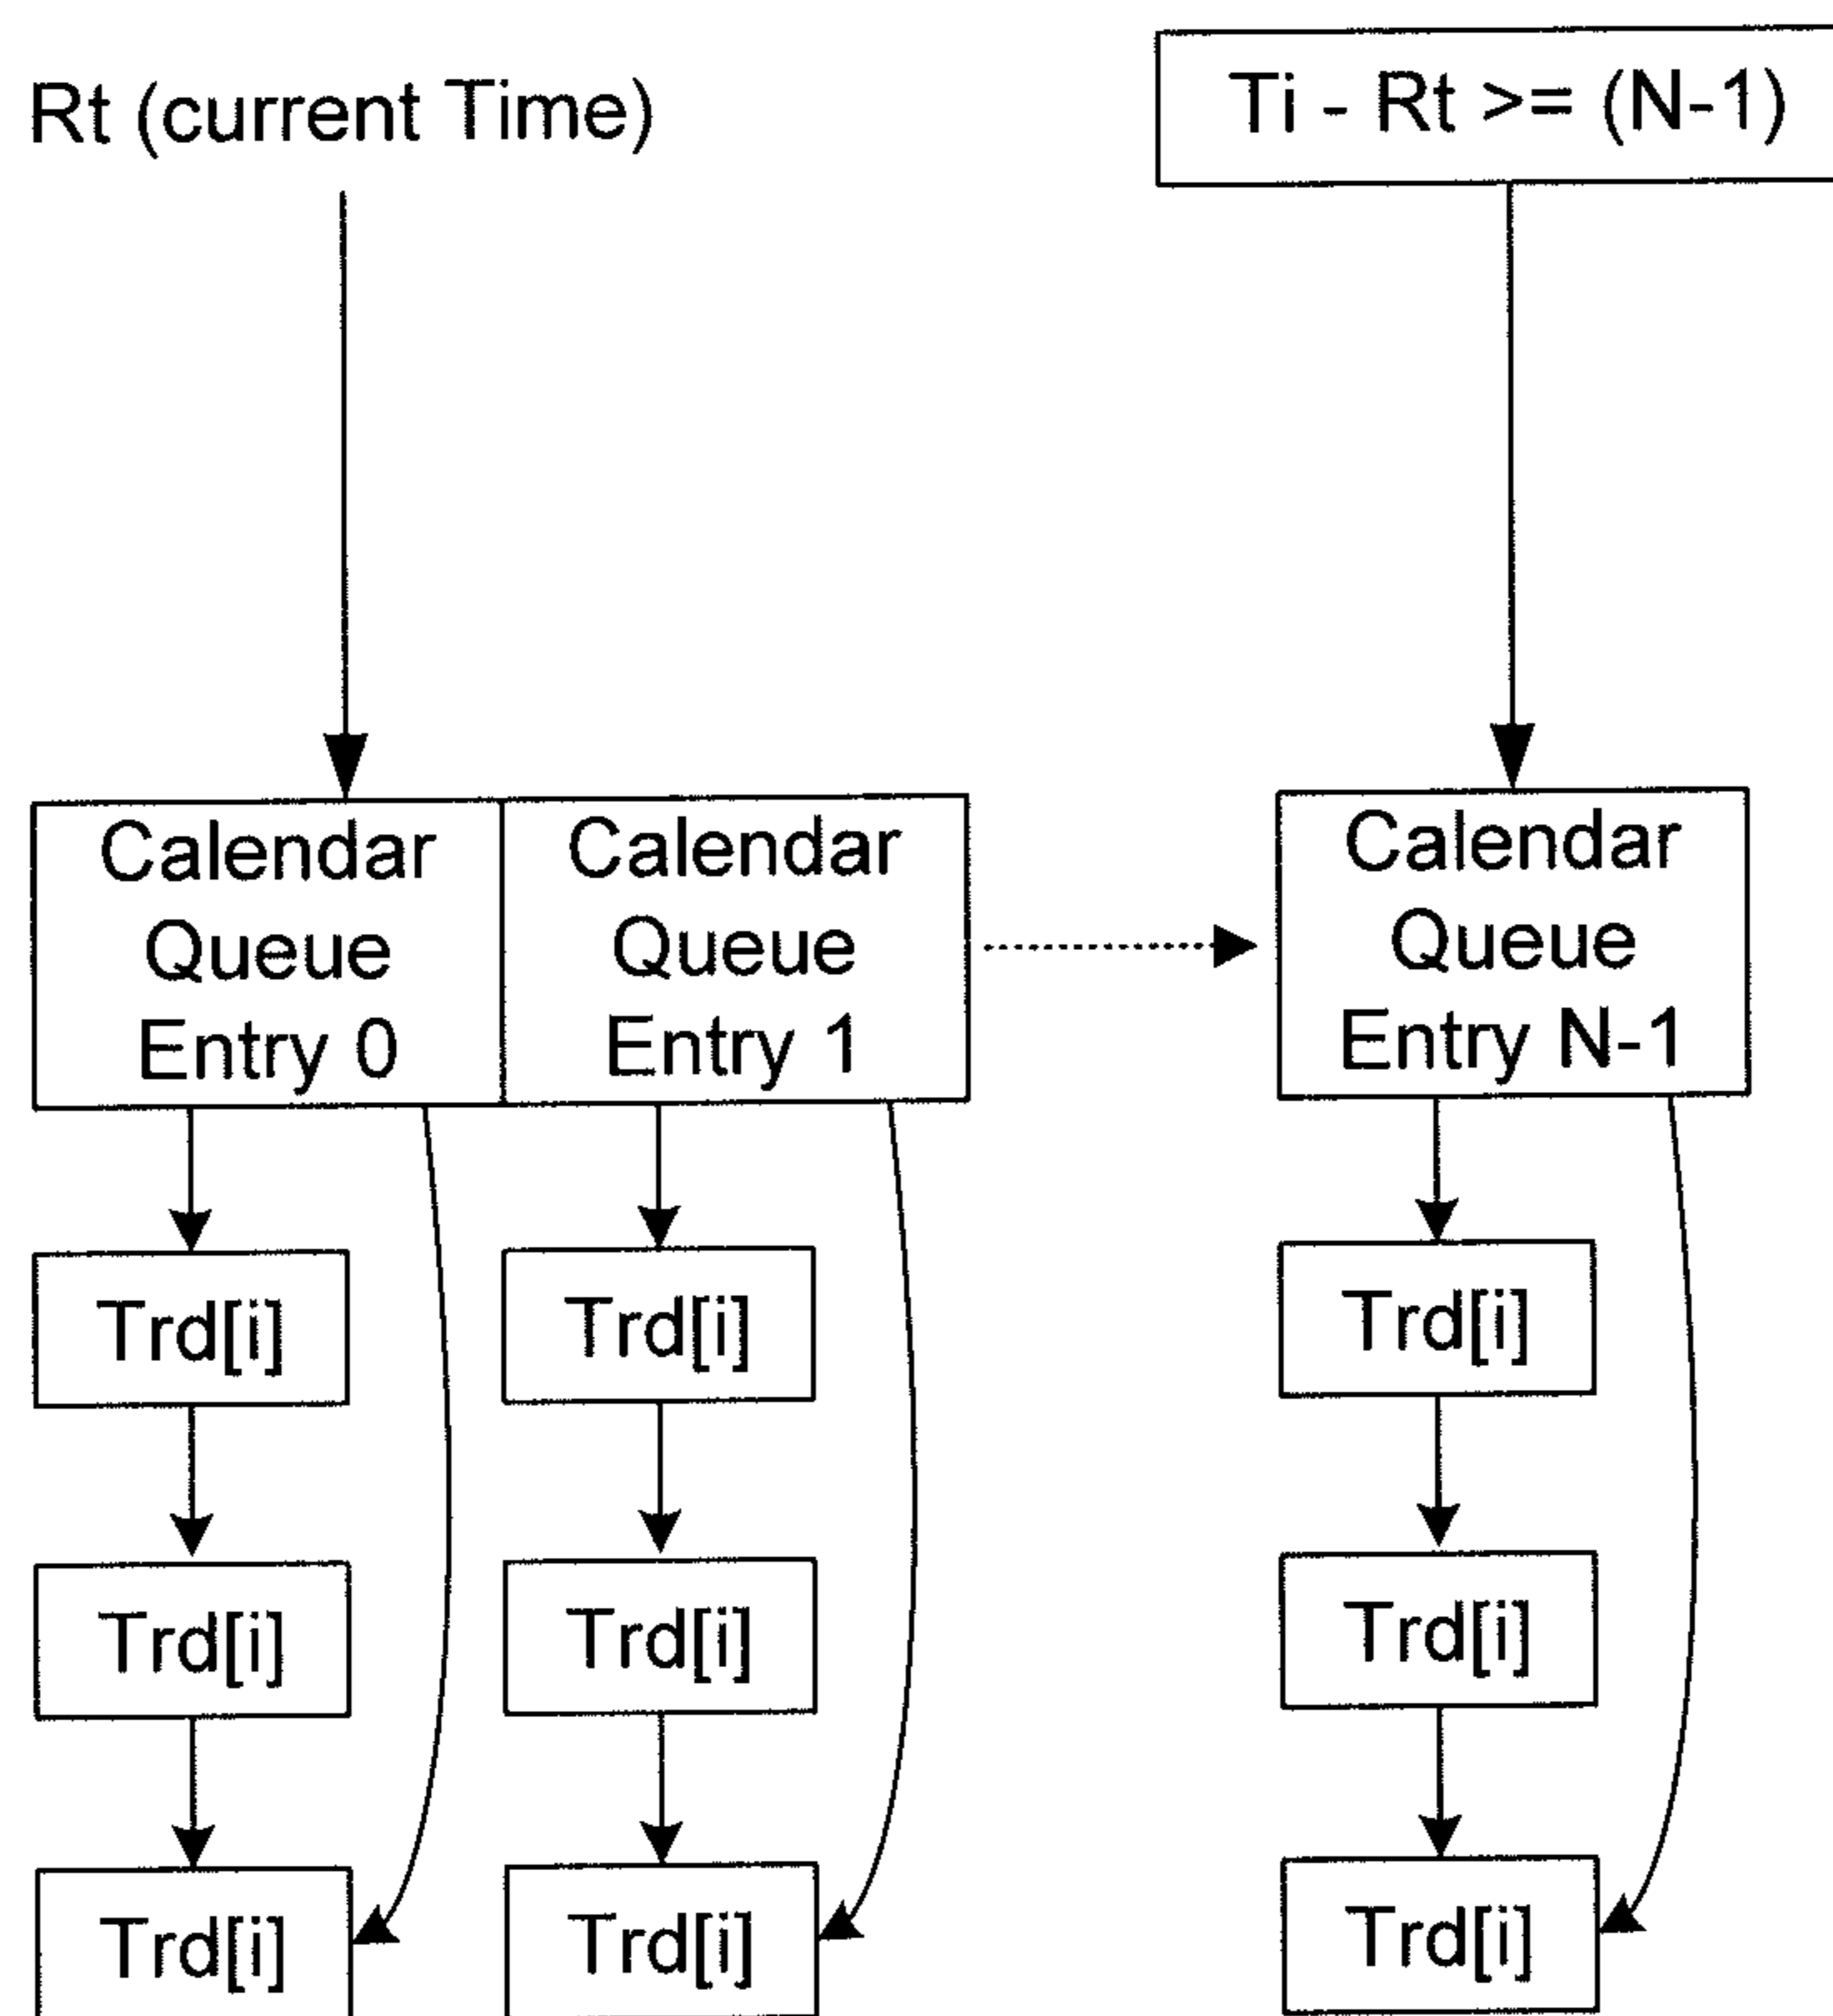 Rt (current Time)
Ti - Rt >= (N-1)
Calendar
Queue
Entry 0
Calendar
Queue
Entry 1
Calendar
Queue
Entry N-1
Trd[i]
Trd[i]
Trd[i]
Trd[i]
Trd[i]
Trd[i]
Trd[i]
Trd[i]
Trd[i]